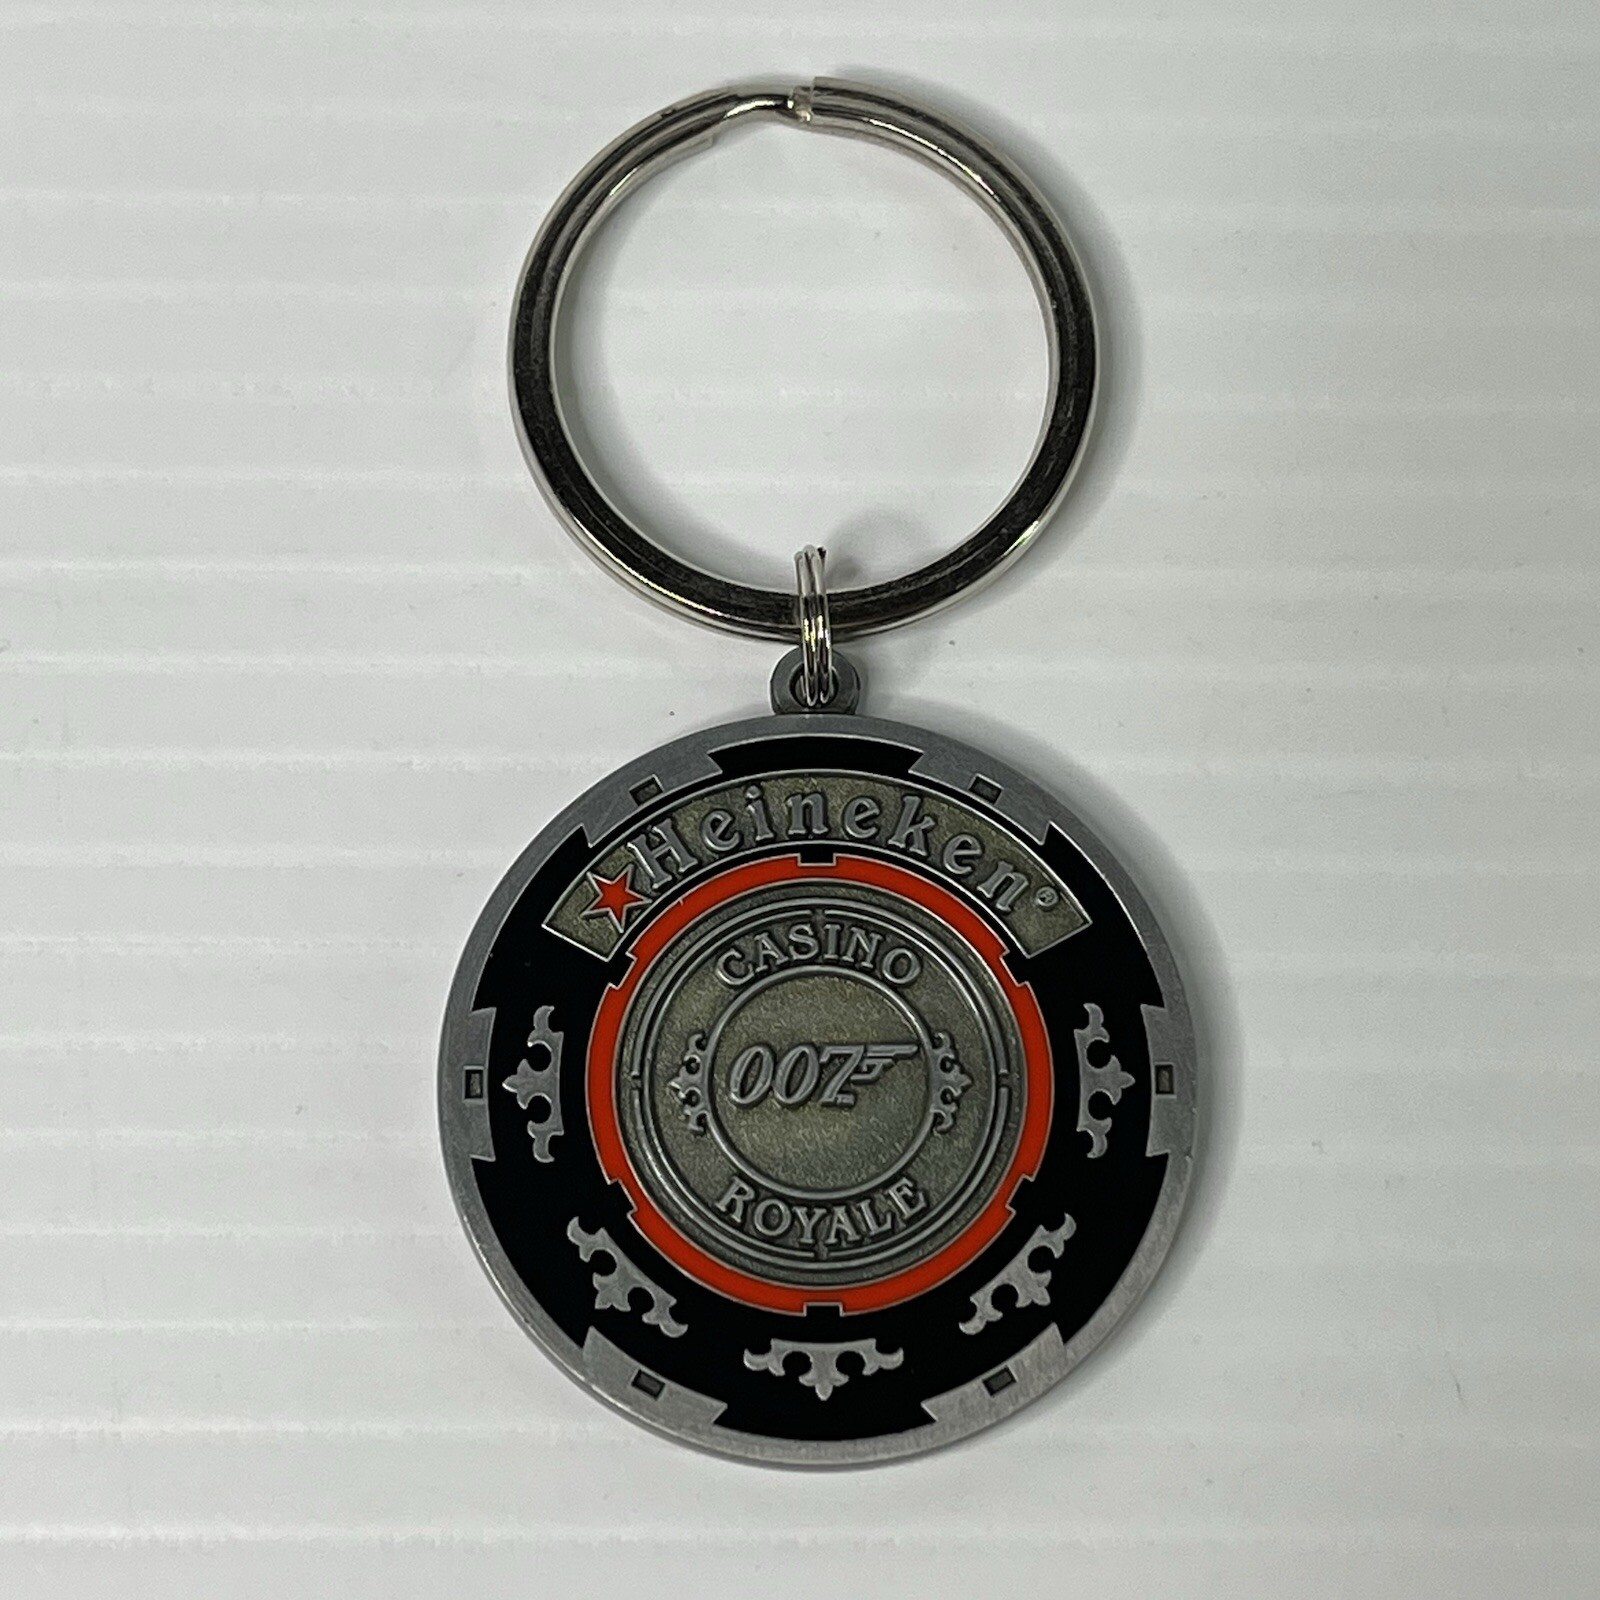 Heineken®
CASINO
007
ROYALE